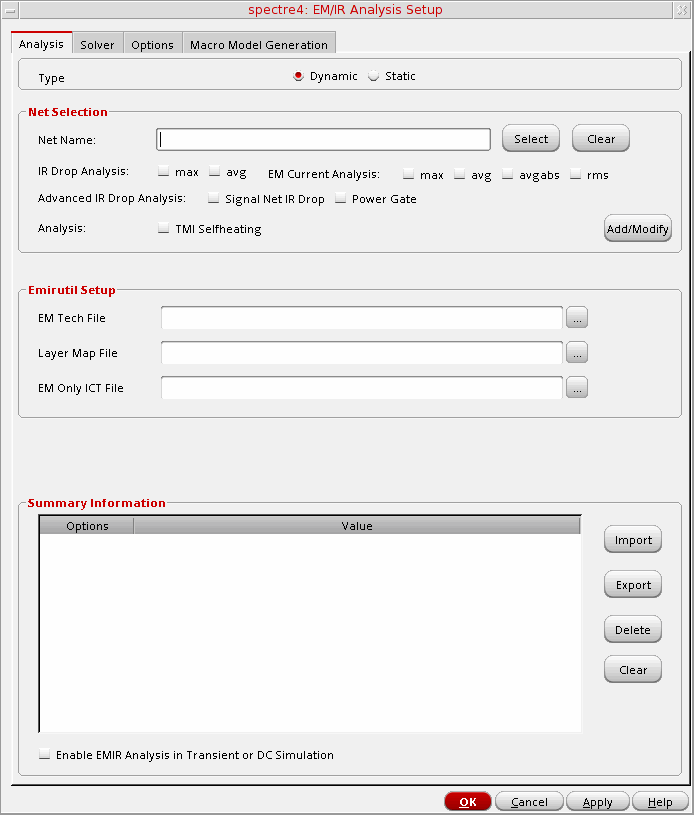 spectre4: EM/IR Analysis Setup
Analysis Solver Options Macro Model Generation
Type Dynamic Static
Net Selection
Net Name: Select Clear
IR Drop Analysis: max avg EM Current Analysis: max avg avgabs rms
Advanced IR Drop Analysis: Signal Net IR Drop Power Gate
Analysis: TMI Selfheating Add/Modify
Emirutil Setup
EM Tech File ...
Layer Map File ...
EM Only ICT File ...
Summary Information
Options Value
Import
Export
Delete
Clear
Enable EMIR Analysis in Transient or DC Simulation
OK Cancel Apply Help